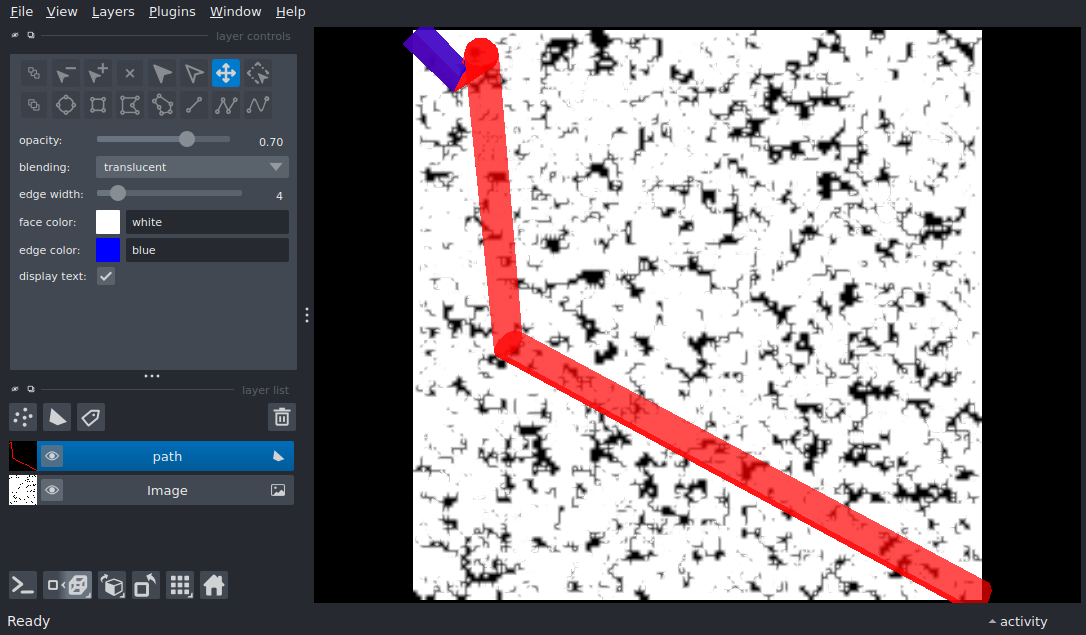 File View Layers Plugins Window Help
layer controls
opacity: 0.70
blending: translucent
edge width: 4
face color: white
edge color: blue
display text:
layer list
path
Image
Ready activity